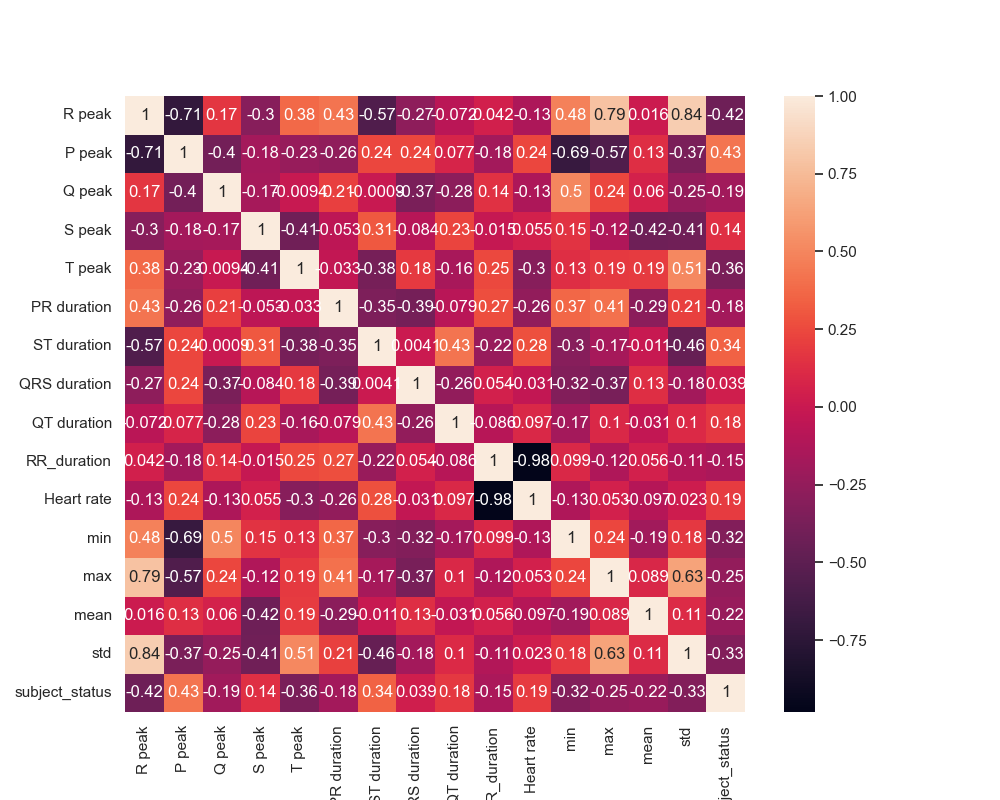 R peak 1 -0.71 0.17 -0.3 0.38 0.43 -0.57 -0.27 -0.072 0.042 -0.13 0.48 0.79 0.016 0.84 -0.42 1.00
P peak -0.71 1 -0.4 -0.18 -0.23 -0.26 0.24 0.24 0.077 -0.18 0.24 -0.69 -0.57 0.13 -0.37 0.43
0.75
Q peak 0.17 -0.4 1 -0.17 0.0094 0.21 -0.0009 -0.37 -0.28 0.14 -0.13 0.5 0.24 0.06 -0.25 -0.19
S peak -0.3 -0.18 -0.17 1 -0.41 -0.053 0.31 -0.084 0.23 -0.015 0.055 0.15 -0.12 -0.42 -0.41 0.14
0.50
T peak 0.38 -0.23 0.0094 -0.41 1 -0.033 -0.38 0.18 -0.16 0.25 -0.3 0.13 0.19 0.19 0.51 -0.36
PR duration 0.43 -0.26 0.21 -0.053 -0.033 1 -0.35 -0.39 -0.079 0.27 -0.26 0.37 0.41 -0.29 0.21 -0.18
0.25
ST duration -0.57 0.24 -0.0009 0.31 -0.38 -0.35 1 0.0041 0.43 -0.22 0.28 -0.3 -0.17 -0.011 -0.46 0.34
QRS duration -0.27 0.24 -0.37 -0.084 0.18 -0.39 0.0041 1 -0.26 0.054 -0.031 -0.32 -0.37 0.13 -0.18 0.039
0.00
QT duration -0.072 0.077 -0.28 0.23 -0.16 -0.079 0.43 -0.26 1 -0.086 0.097 -0.17 0.1 -0.031 0.1 0.18
RR_duration 0.042 -0.18 0.14 -0.015 0.25 0.27 -0.22 0.054 -0.086 1 -0.98 0.099 -0.12 0.056 -0.11 -0.15
−0.25
Heart rate -0.13 0.24 -0.13 0.055 -0.3 -0.26 0.28 -0.031 0.097 -0.98 1 -0.13 0.053 -0.097 0.023 0.19
min 0.48 -0.69 0.5 0.15 0.13 0.37 -0.3 -0.32 -0.17 0.099 -0.13 1 0.24 -0.19 0.18 -0.32
−0.50
max 0.79 -0.57 0.24 -0.12 0.19 0.41 -0.17 -0.37 0.1 -0.12 0.053 0.24 1 0.089 0.63 -0.25
mean 0.016 0.13 0.06 -0.42 0.19 -0.29 -0.011 0.13 -0.031 0.056 -0.097 -0.19 0.089 1 0.11 -0.22
−0.75
std 0.84 -0.37 -0.25 -0.41 0.51 0.21 -0.46 -0.18 0.1 -0.11 0.023 0.18 0.63 0.11 1 -0.33
subject_status -0.42 0.43 -0.19 0.14 -0.36 -0.18 0.34 0.039 0.18 -0.15 0.19 -0.32 -0.25 -0.22 -0.33 1
R peak
P peak
Q peak
S peak
T peak
PR duration
ST duration
RS duration
QT duration
R_duration
Heart rate
min
max
mean
std
ject_status